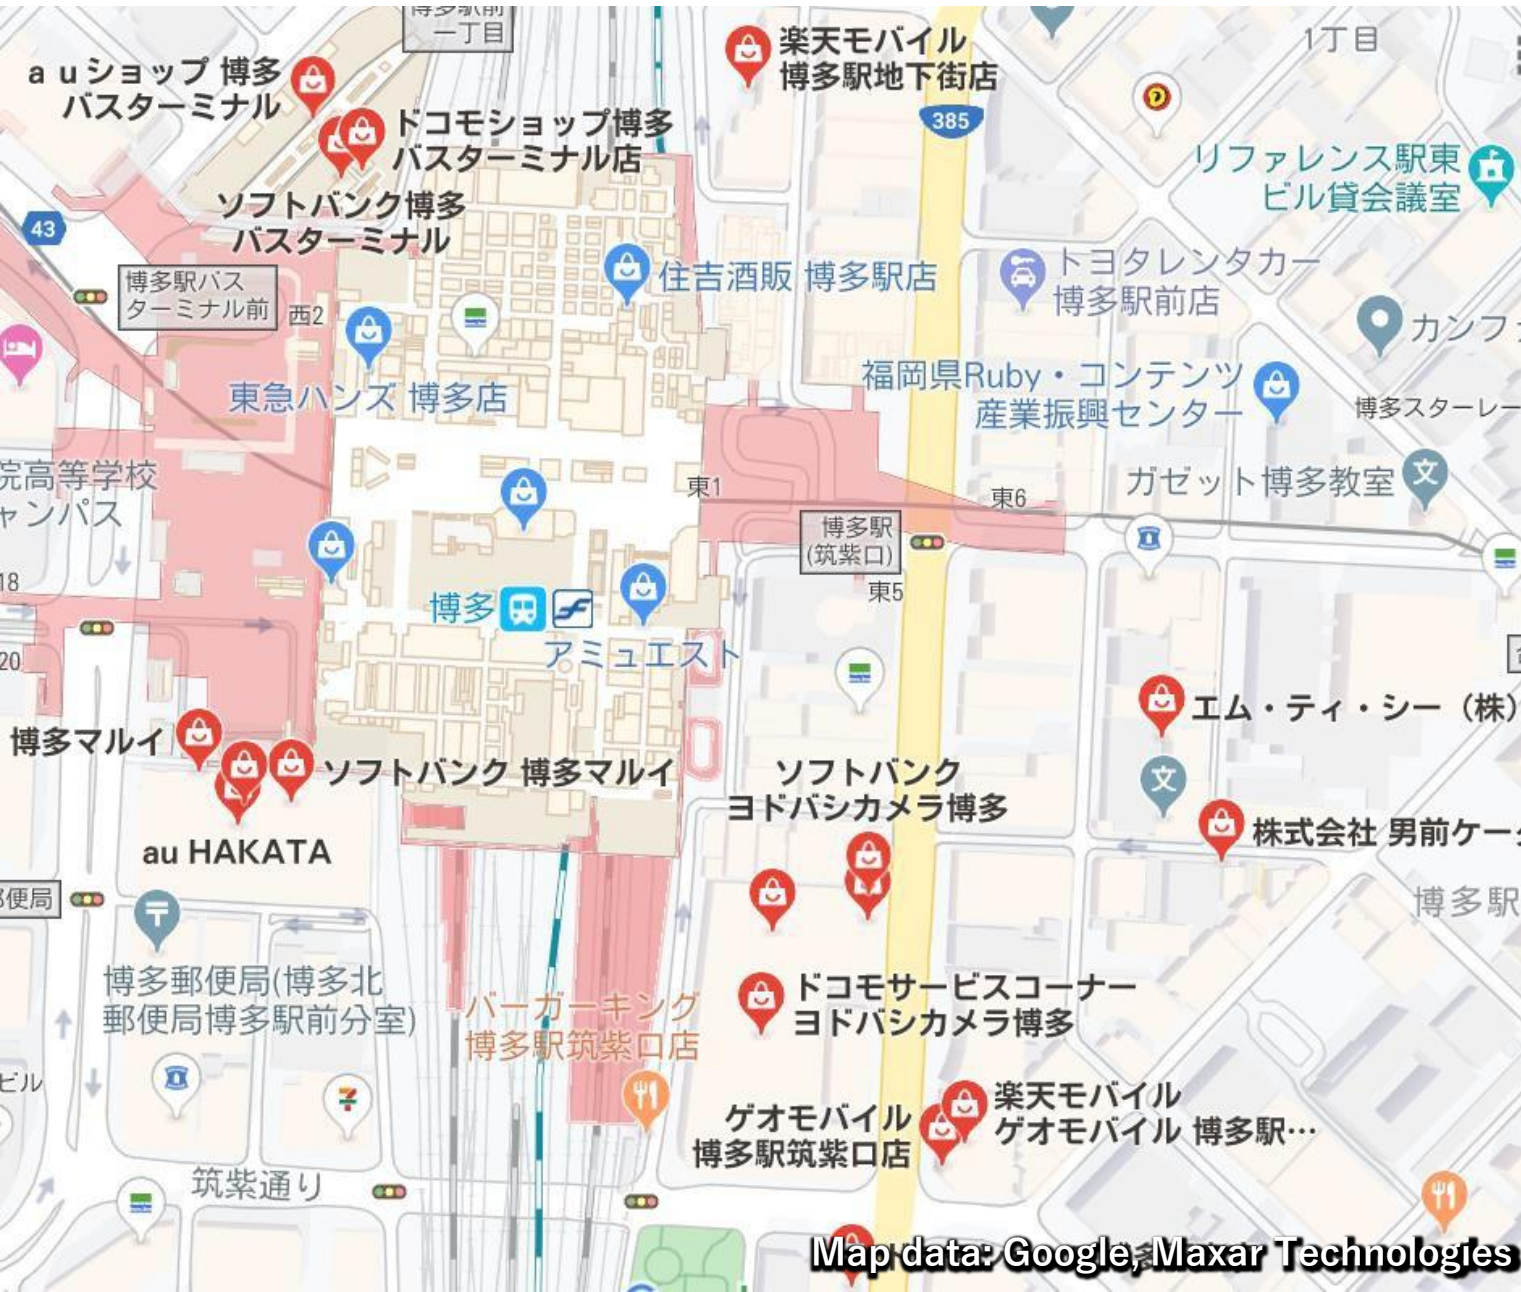 博多駅前
一丁目
auショップ 博多
バスターミナル
ドコモショップ博多
バスターミナル店
ソフトバンク博多
バスターミナル
楽天モバイル
博多駅地下街店
1丁目
385
リファレンス駅東
ビル貸会議室
43
博多駅バス
ターミナル前
西2
住吉酒販 博多駅店
トヨタレンタカー
博多駅前店
カンファ
東急ハンズ 博多店
福岡県Ruby・コンテンツ
産業振興センター
博多スターレー
院高等学校
ャンパス
東1
東6
ガゼット博多教室
博多駅
(筑紫口)
東5
18
博多
アミュエスト
20
博多マルイ
ソフトバンク 博多マルイ
エム・ティ・シー（株）
ソフトバンク
ヨドバシカメラ博多
株式会社 男前ケータ
au HAKATA
便局
博多駅
博多郵便局(博多北
郵便局博多駅前分室)
バーガーキング
博多駅筑紫口店
ドコモサービスコーナー
ヨドバシカメラ博多
ビル
ゲオモバイル
博多駅筑紫口店
楽天モバイル
ゲオモバイル 博多駅…
筑紫通り
Map data: Google, Maxar Technologies